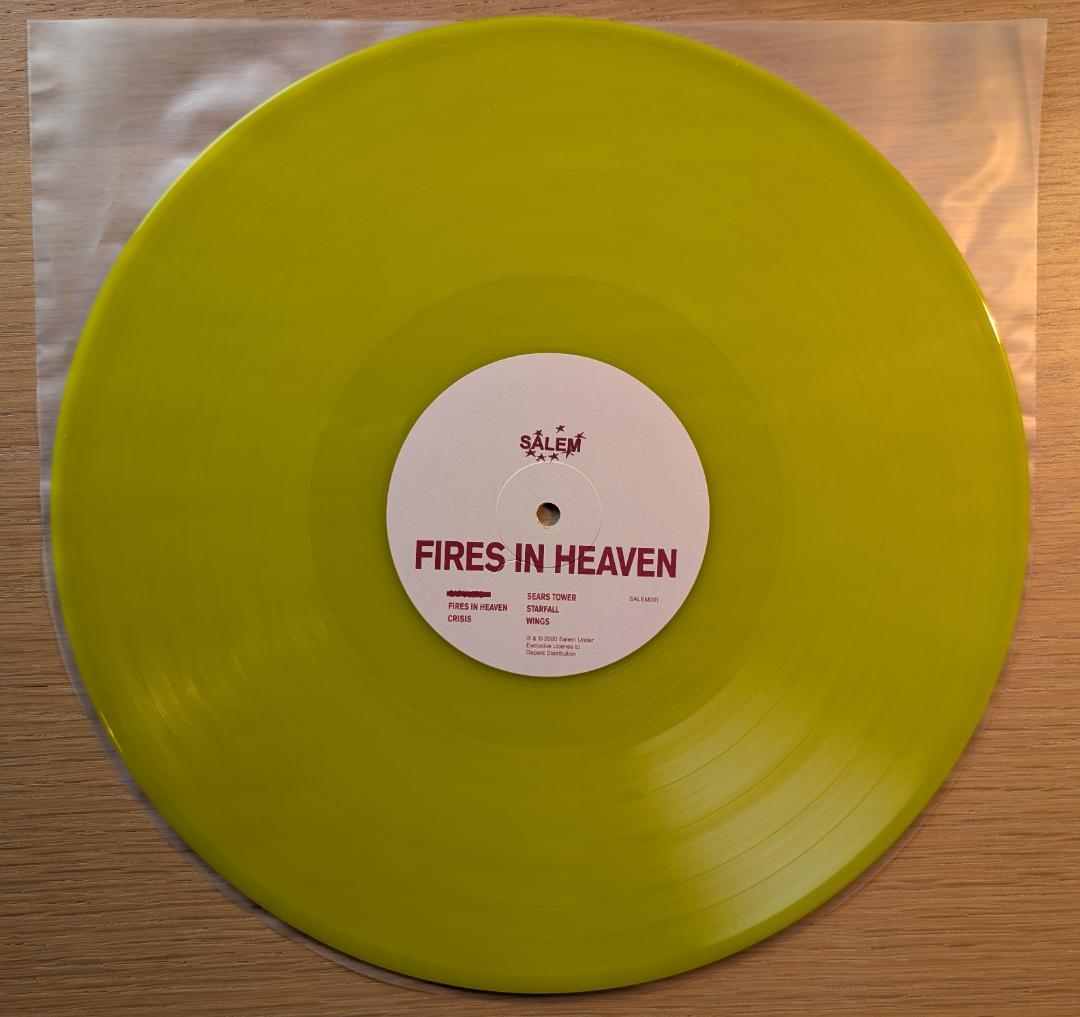 SALEM
FIRES IN HEAVEN
FIRES IN HEAVEN
CRISIS
SEARS TOWER
STARFALL
WINGS
SALEM001
℗ & © 2020 Salem Under
Exclusive License to
Decent Distribution